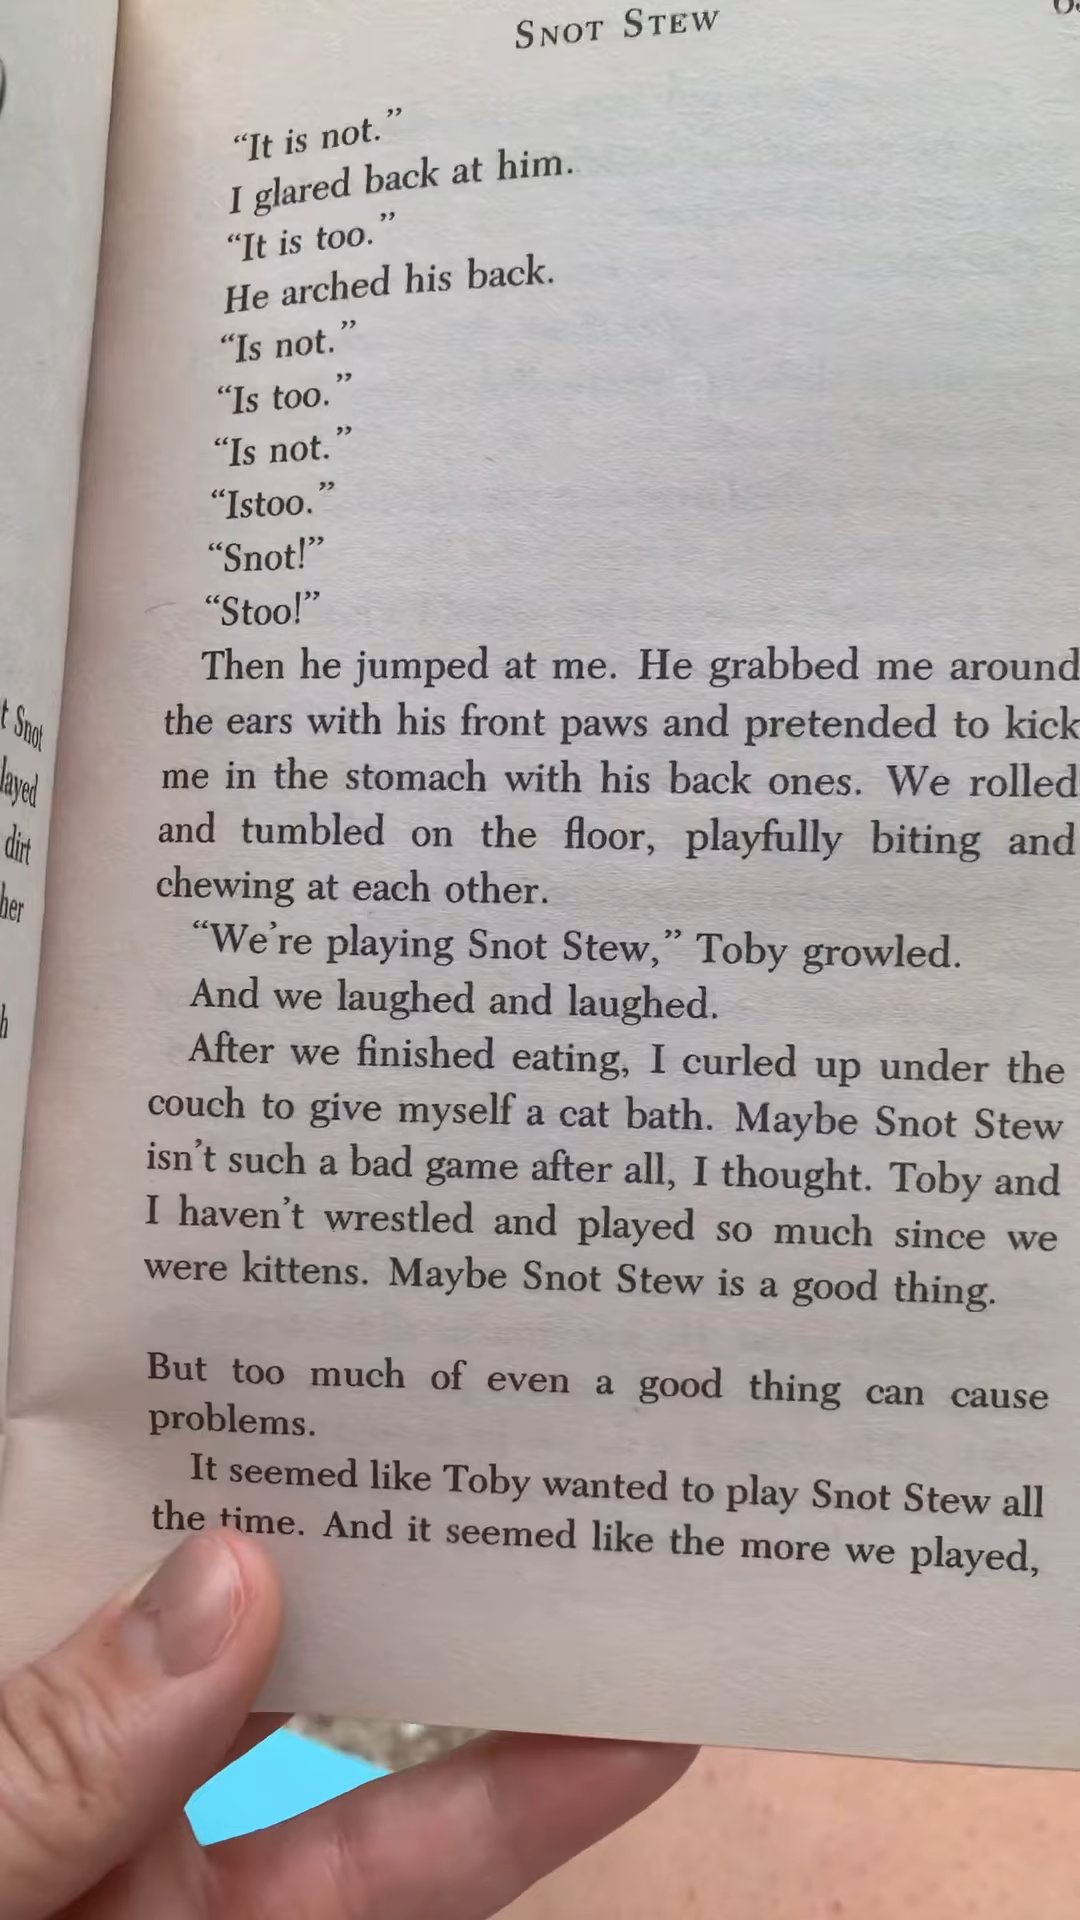 t Snot
layed
dirt
her
h
SNOT STEW
“It is not.”
I glared back at him.
“It is too.”
He arched his back.
“Is not.”
“Is too.”
“Is not.”
“Istoo.”
“Snot!”
“Stoo!”
Then he jumped at me. He grabbed me around
the ears with his front paws and pretended to kick
me in the stomach with his back ones. We rolled
and tumbled on the floor, playfully biting and
chewing at each other.
“We’re playing Snot Stew,” Toby growled.
And we laughed and laughed.
After we finished eating, I curled up under the
couch to give myself a cat bath. Maybe Snot Stew
isn’t such a bad game after all, I thought. Toby and
I haven’t wrestled and played so much since we
were kittens. Maybe Snot Stew is a good thing.
But too much of even a good thing can cause
problems.
It seemed like Toby wanted to play Snot Stew all
the time. And it seemed like the more we played,